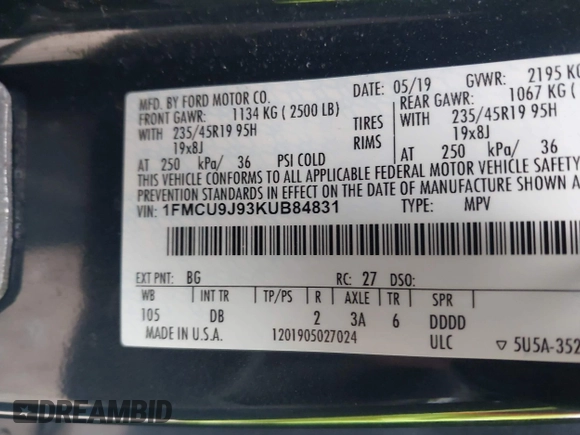 MFD. BY FORD MOTOR CO.
DATE: 05/19 GVWR: 2195 KG
FRONT GAWR: 1134 KG ( 2500 LB)
REAR GAWR: 1067 KG (
WITH 235/45R19 95H TIRES
WITH 235/45R19 95H
19x8J RIMS
19x8J
AT 250 kPa/ 36 PSI COLD
AT 250 kPa/ 36
THIS VEHICLE CONFORMS TO ALL APPLICABLE FEDERAL MOTOR VEHICLE SAFETY
PREVENTION STANDARDS IN EFFECT ON THE DATE OF MANUFACTURE SHOWN A
VIN: 1FMCU9J93KUB84831 TYPE: MPV
EXT PNT: BG RC: 27 DSO:
WB INT TR TP/PS R AXLE TR SPR
105 DB 2 3A 6 DDDD
MADE IN U.S.A. 1201905027024 ULC ▽ 5U5A-352
DREAMBID